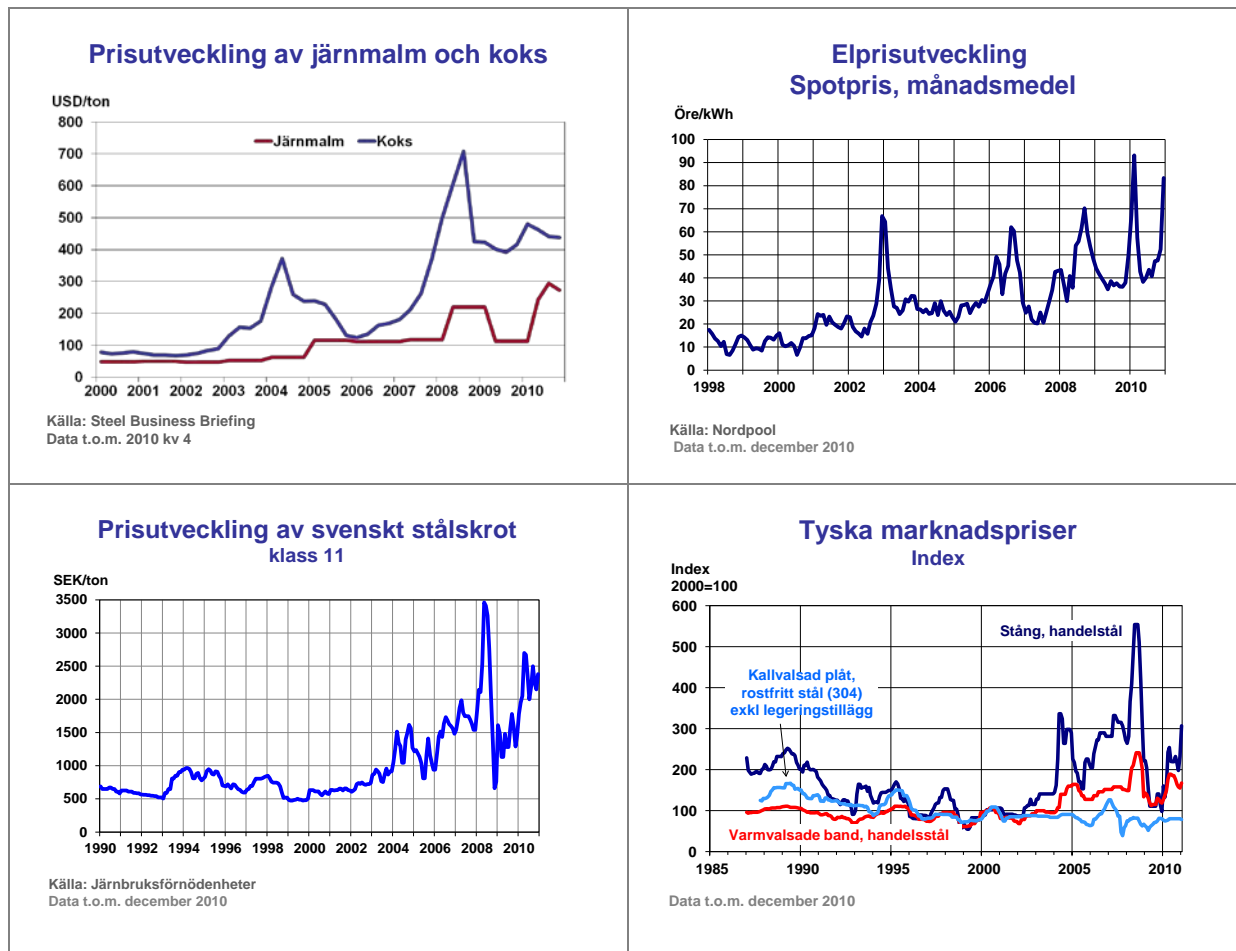 Prisutveckling av järnmalm och koks
USD/ton
800
700
600
500
400
300
200
100
0
Järnmalm Koks
2000 2001 2002 2003 2004 2005 2006 2007 2008 2009 2010
Källa: Steel Business Briefing
Data t.o.m. 2010 kv 4
Elprisutveckling
Spotpris, månadsmedel
Öre/kWh
100
90
80
70
60
50
40
30
20
10
0
1998 2000 2002 2004 2006 2008 2010
Källa: Nordpool
Data t.o.m. december 2010
Prisutveckling av svenskt stålskrot
klass 11
SEK/ton
3500
3000
2500
2000
1500
1000
500
0
1990 1992 1994 1996 1998 2000 2002 2004 2006 2008 2010
Källa: Järnbruksförnödenheter
Data t.o.m. december 2010
Tyska marknadspriser
Index
Index
2000=100
600
500
400
300
200
100
0
Stång, handelstål
Kallvalsad plåt,
rostfritt stål (304)
exkl legeringstillägg
Varmvalsade band, handelsstål
1985 1990 1995 2000 2005 2010
Data t.o.m. december 2010